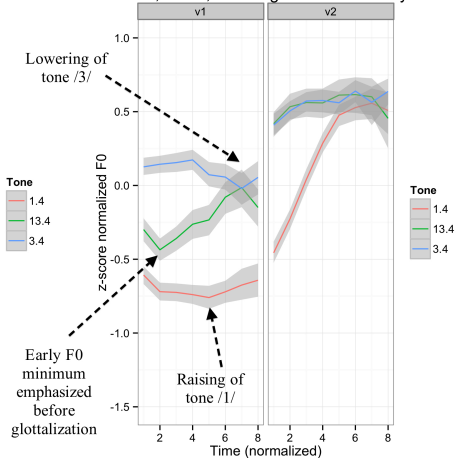 v1
v2
Lowering of
tone /3/
1.0
0.5
0.0
-0.5
-1.0
-1.5
z-score normalized F0
Tone
1.4
13.4
3.4
Tone
1.4
13.4
3.4
Early F0
minimum
emphasized
before
glottalization
Raising of
tone /1/
2 4 6 8
2 4 6 8
Time (normalized)